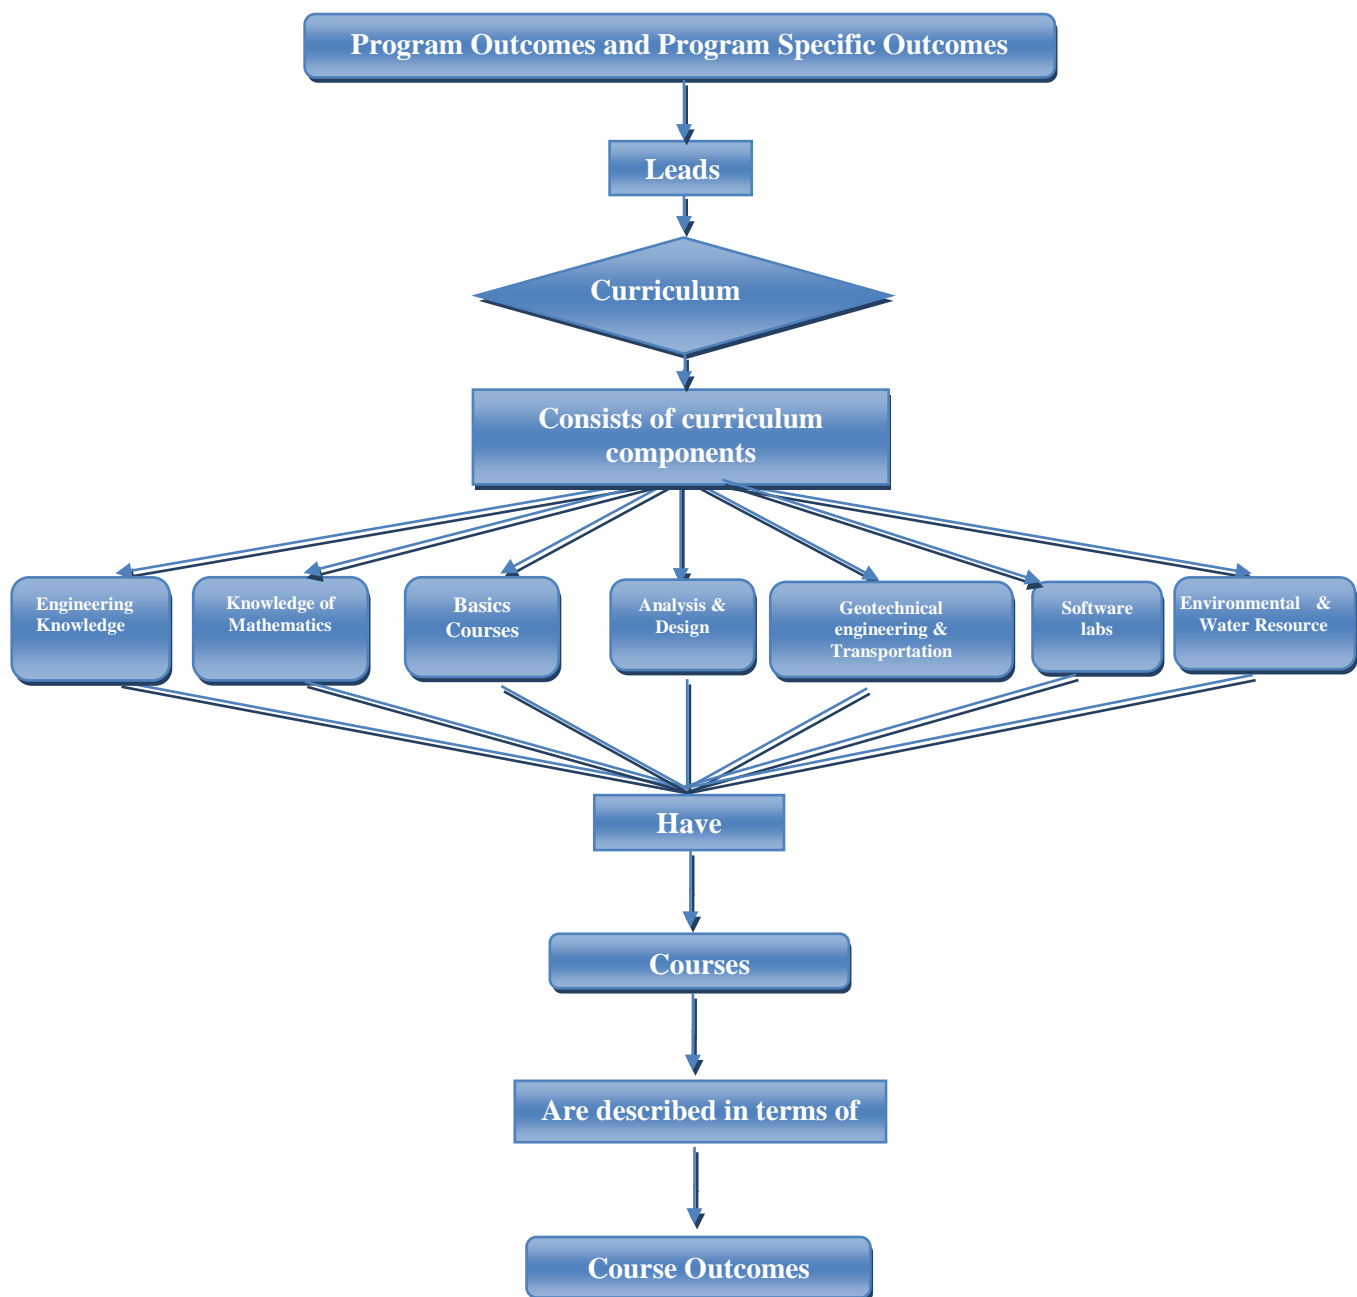 Program Outcomes and Program Specific Outcomes
Leads
Curriculum
Consists of curriculum
components
Engineering
Knowledge
Knowledge of
Mathematics
Basics
Courses
Analysis &
Design
Geotechnical
engineering &
Transportation
Software
labs
Environmental &
Water Resource
Have
Courses
Are described in terms of
Course Outcomes